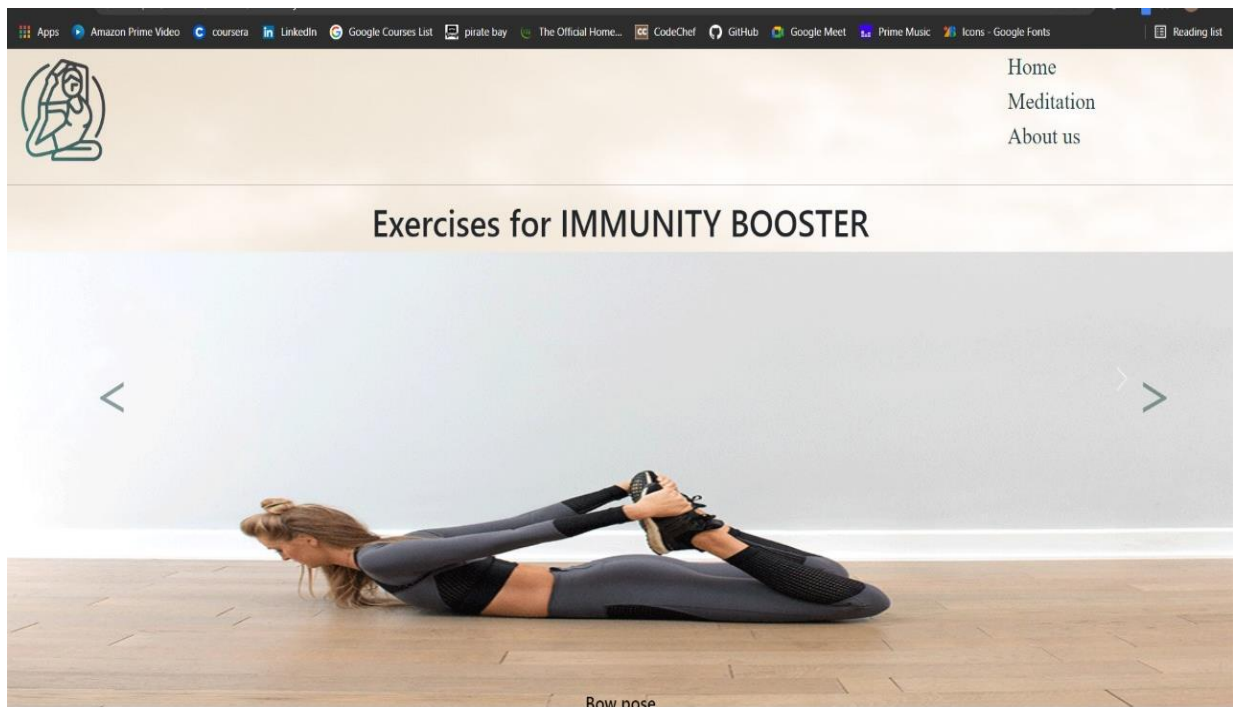 Apps Amazon Prime Video coursera LinkedIn Google Courses List pirate bay The Official Home... CodeChef GitHub Google Meet Prime Music Icons - Google Fonts Reading list
Home
Meditation
About us
Exercises for IMMUNITY BOOSTER
< >
Bow pose